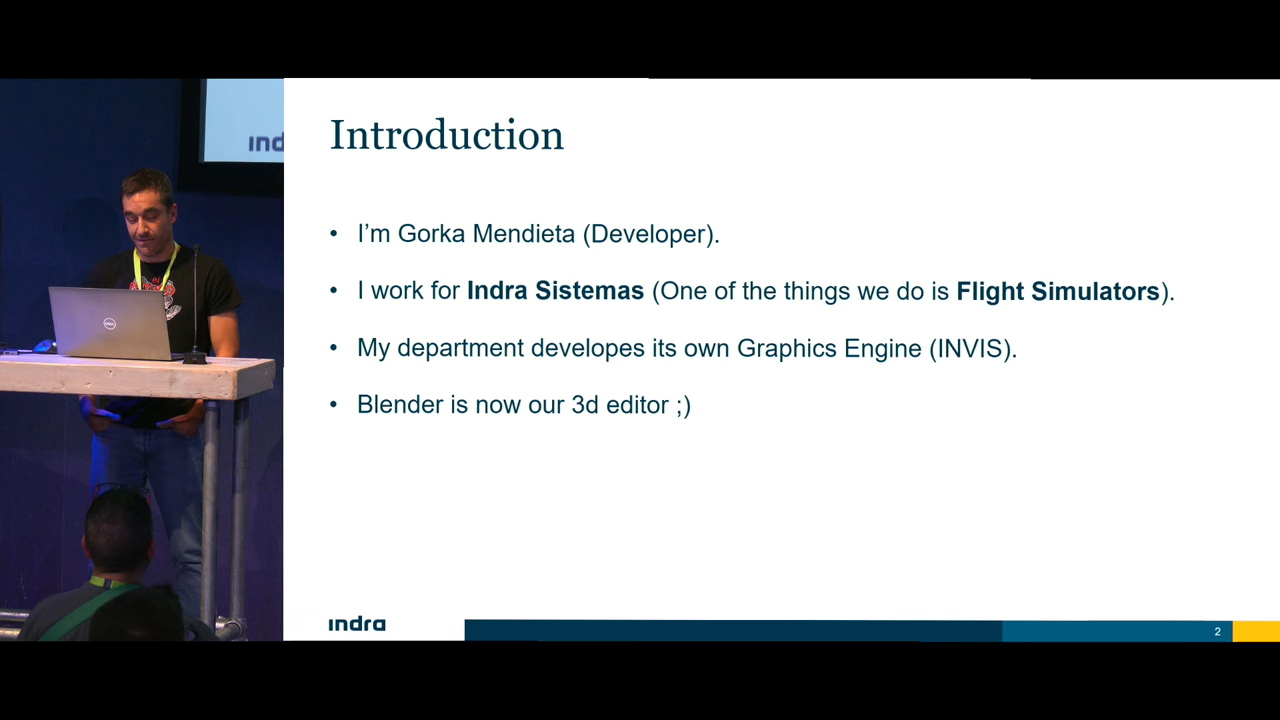 ind
Introduction
• I’m Gorka Mendieta (Developer).
• I work for Indra Sistemas (One of the things we do is Flight Simulators).
• My department developes its own Graphics Engine (INVIS).
• Blender is now our 3d editor ;)
indra
2